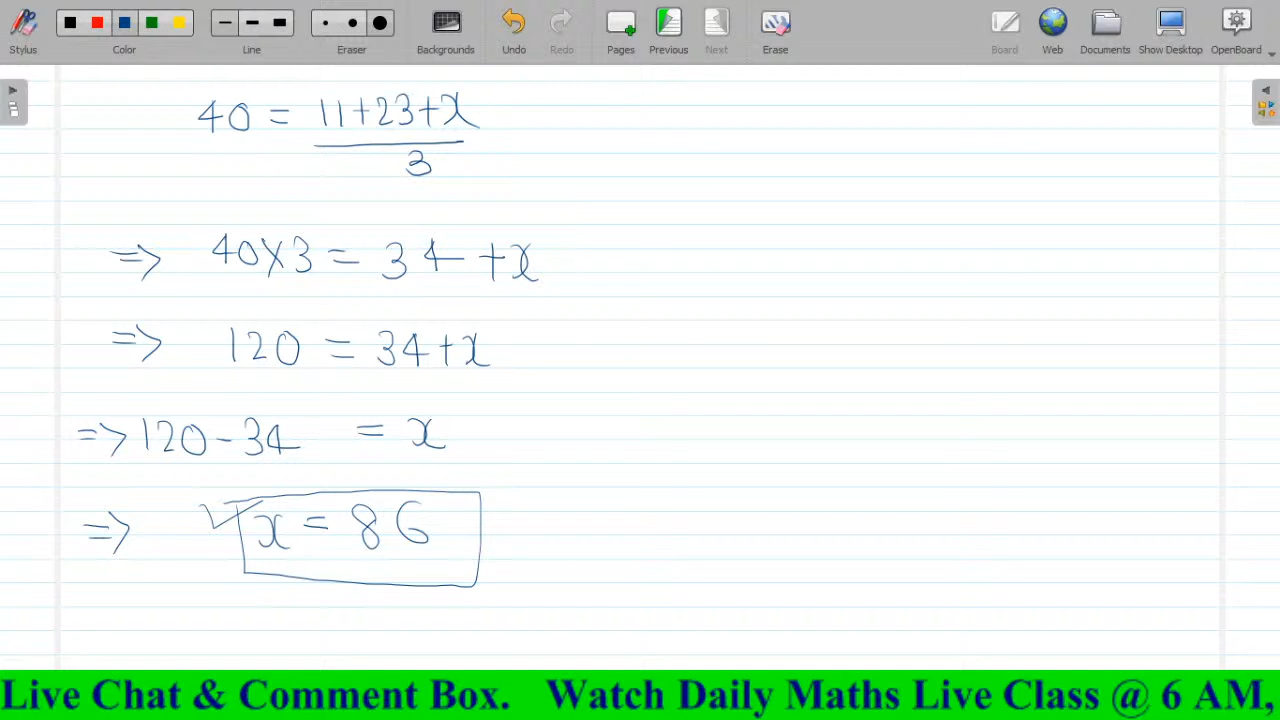 Stylus Color Line Eraser Backgrounds Undo Redo Pages Previous Next Erase Board Web Documents Show Desktop OpenBoard
40 = 11+23+x
3
=> 40×3 = 34 +x
=> 120 = 34+x
=> 120-34 = x
=> x = 86
Live Chat & Comment Box. Watch Daily Maths Live Class @ 6 AM,